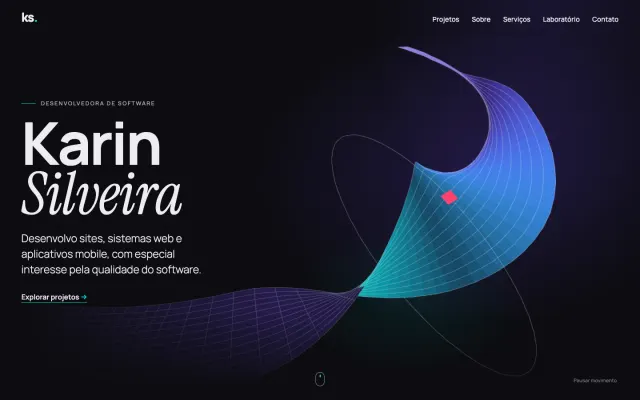 ks.
Projetos Sobre Serviços Laboratório Contato
DESENVOLVEDORA DE SOFTWARE
Karin
Silveira
Desenvolvo sites, sistemas web e
aplicativos mobile, com especial
interesse pela qualidade do software.
Explorar projetos →
Pausar movimento